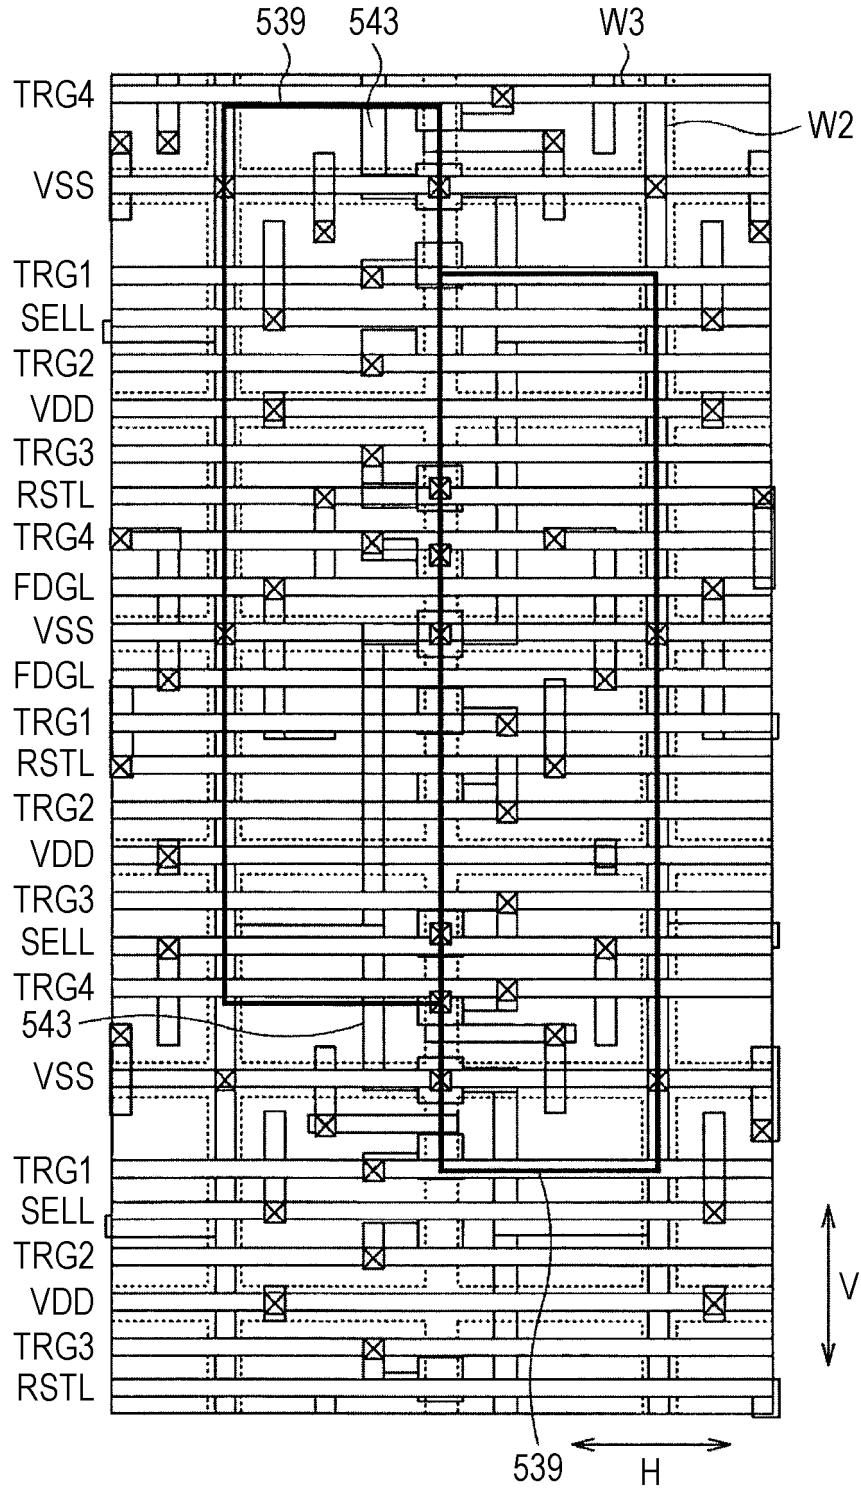 539 543 W3
TRG4
W2
VSS
TRG1
SELL
TRG2
VDD
TRG3
RSTL
TRG4
FDGL
VSS
FDGL
TRG1
RSTL
TRG2
VDD
TRG3
SELL
TRG4
543
VSS
TRG1
SELL
TRG2
VDD
V
TRG3
RSTL
539 H